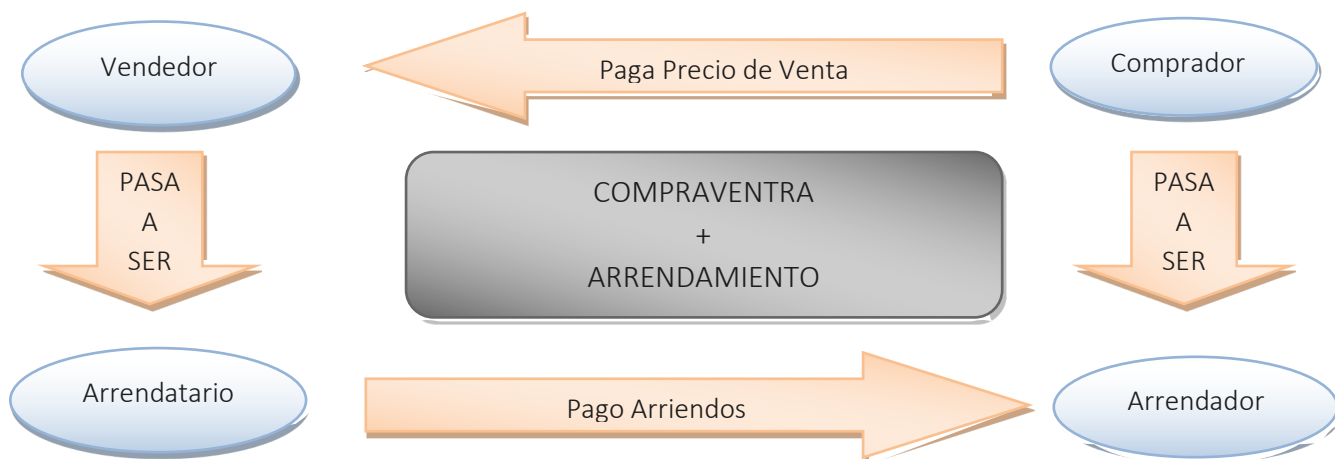 Vendedor
Paga Precio de Venta
Comprador
PASA
A
SER
COMPRAVENTRA
+
ARRENDAMIENTO
PASA
A
SER
Arrendatario
Pago Arriendos
Arrendador